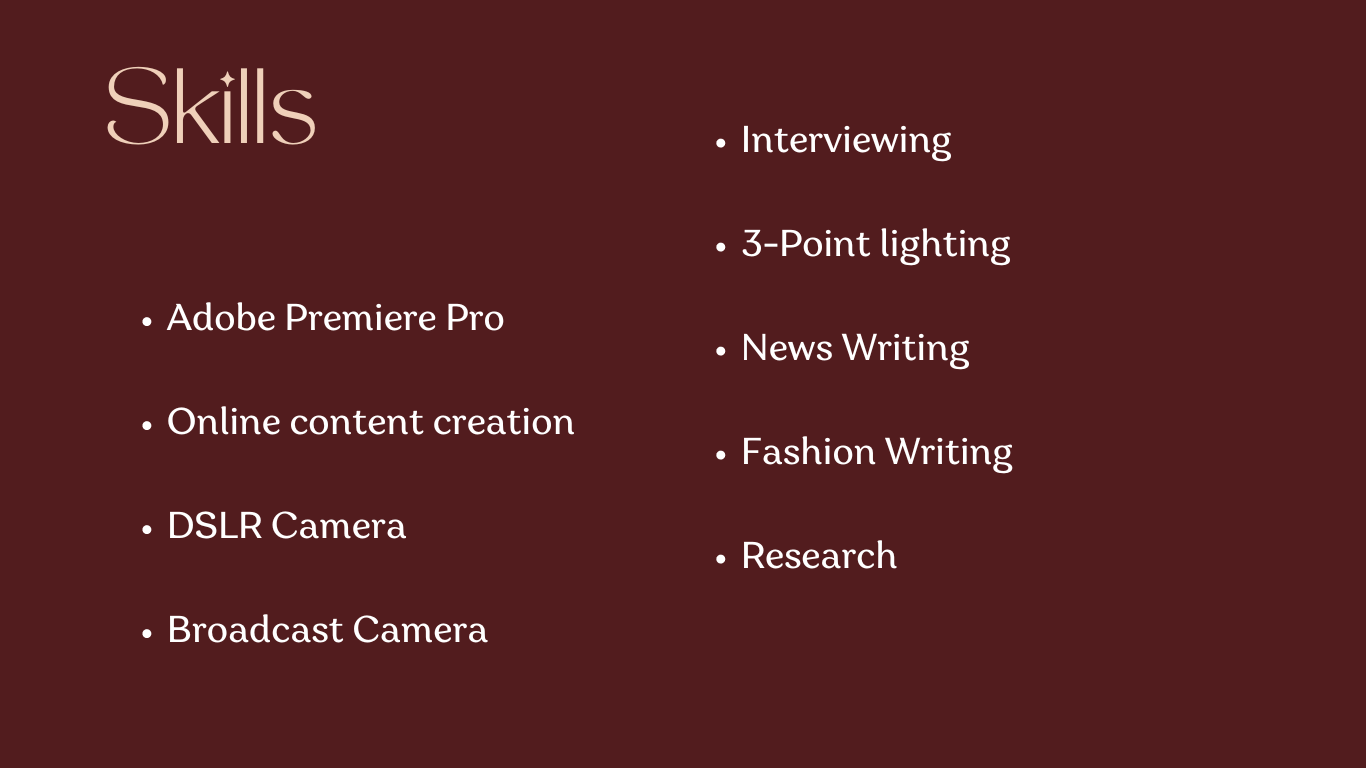 Skills
• Adobe Premiere Pro
• Online content creation
• DSLR Camera
• Broadcast Camera
• Interviewing
• 3-Point lighting
• News Writing
• Fashion Writing
• Research